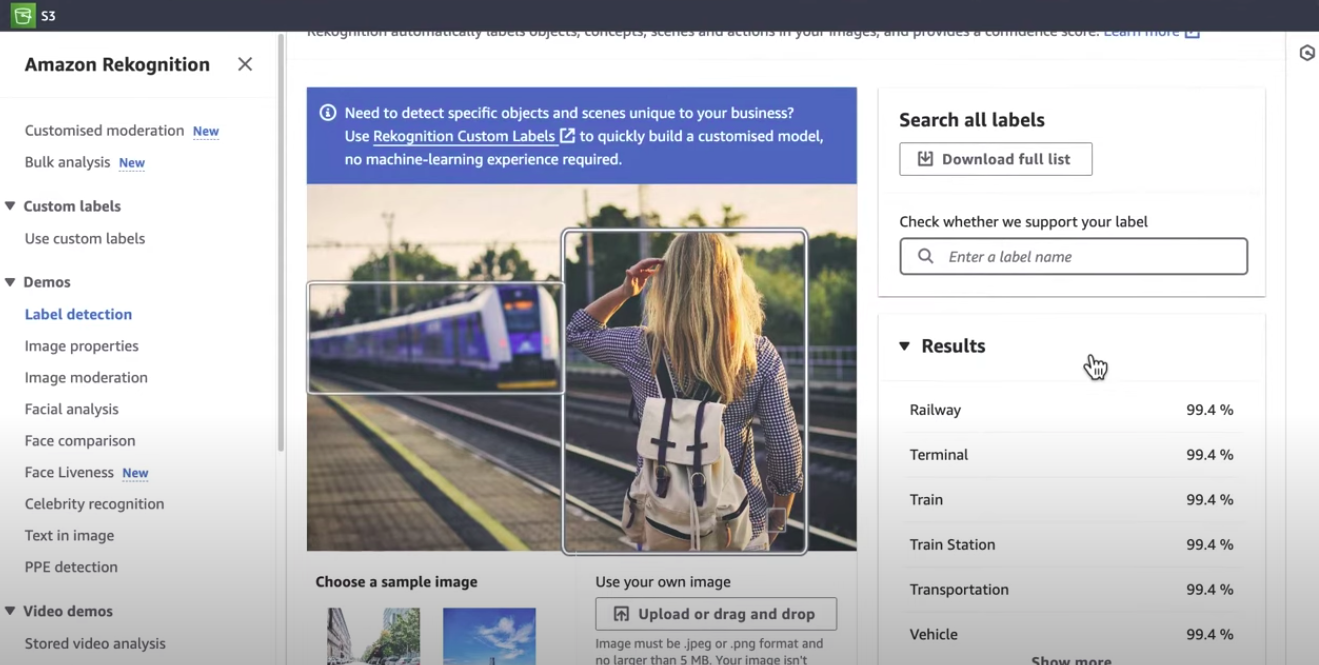 S3
Rekognition automatically labels objects, concepts, scenes and actions in your images, and provides a confidence score. Learn more
Amazon Rekognition
Customised moderation New
Bulk analysis New
Custom labels
Use custom labels
Demos
Label detection
Image properties
Image moderation
Facial analysis
Face comparison
Face Liveness New
Celebrity recognition
Text in image
PPE detection
Video demos
Stored video analysis
Need to detect specific objects and scenes unique to your business?
Use Rekognition Custom Labels to quickly build a customised model,
no machine-learning experience required.
Choose a sample image
Use your own image
Upload or drag and drop
Image must be .jpeg or .png format and
no larger than 5 MB. Your image isn't
Search all labels
Download full list
Check whether we support your label
Enter a label name
Results
Railway 99.4 %
Terminal 99.4 %
Train 99.4 %
Train Station 99.4 %
Transportation 99.4 %
Vehicle 99.4 %
Show more